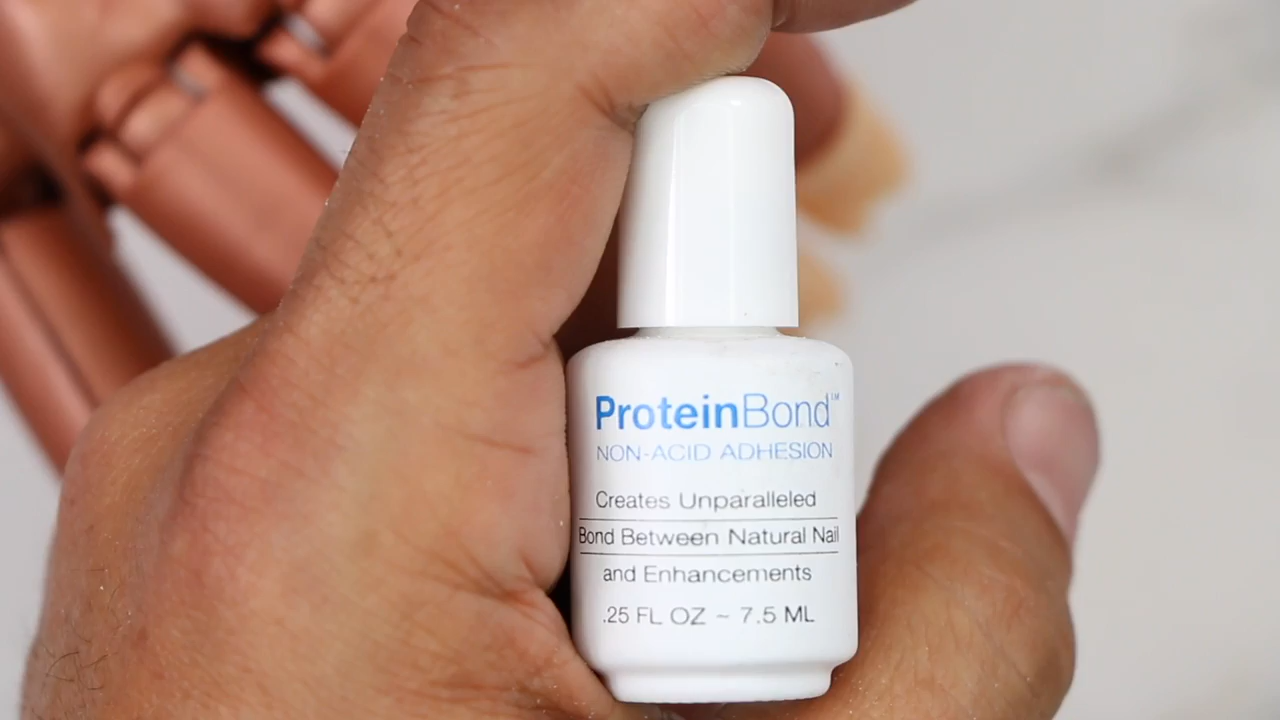 ProteinBond™
NON-ACID ADHESION
Creates Unparalleled
Bond Between Natural Nail
and Enhancements
.25 FL OZ ~ 7.5 ML